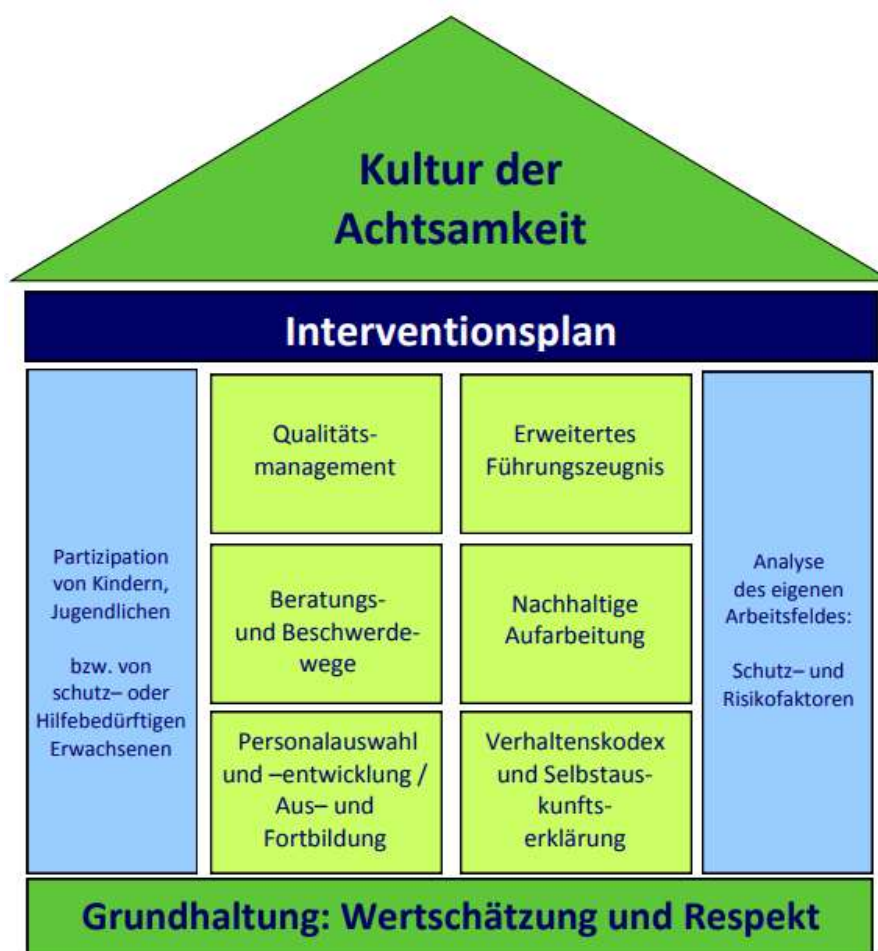 Kultur der
Achtsamkeit
Interventionsplan
Partizipation
von Kindern,
Jugendlichen
bzw. von
schutz– oder
Hilfebedürftigen
Erwachsenen
Qualitäts-
management
Erweitertes
Führungszeugnis
Beratungs-
und Beschwerde-
wege
Nachhaltige
Aufarbeitung
Personalauswahl
und –entwicklung /
Aus– und
Fortbildung
Verhaltenskodex
und Selbstaus-
kunfts-
erklärung
Analyse
des eigenen
Arbeitsfeldes:
Schutz– und
Risikofaktoren
Grundhaltung: Wertschätzung und Respekt